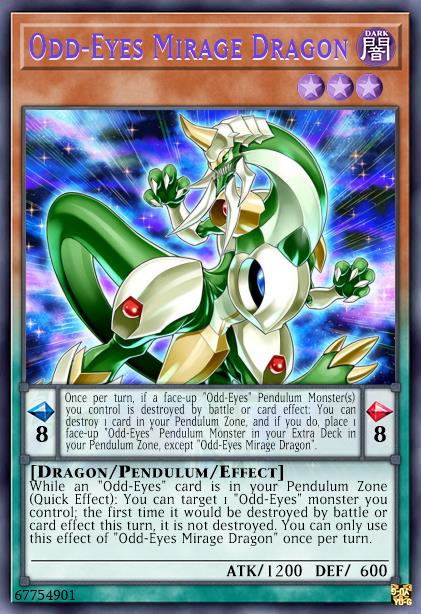 ODD-EYES MIRAGE DRAGON
DARK
闇
Once per turn, if a face-up "Odd-Eyes" Pendulum Monster(s)
you control is destroyed by battle or card effect: You can
destroy 1 card in your Pendulum Zone, and if you do, place 1
face-up "Odd-Eyes" Pendulum Monster in your Extra Deck in
your Pendulum Zone, except "Odd-Eyes Mirage Dragon".
8
8
[DRAGON/PENDULUM/EFFECT]
While an "Odd-Eyes" card is in your Pendulum Zone
(Quick Effect): You can target 1 "Odd-Eyes" monster you
control; the first time it would be destroyed by battle or
card effect this turn, it is not destroyed. You can only use
this effect of "Odd-Eyes Mirage Dragon" once per turn.
ATK/1200 DEF/ 600
67754901